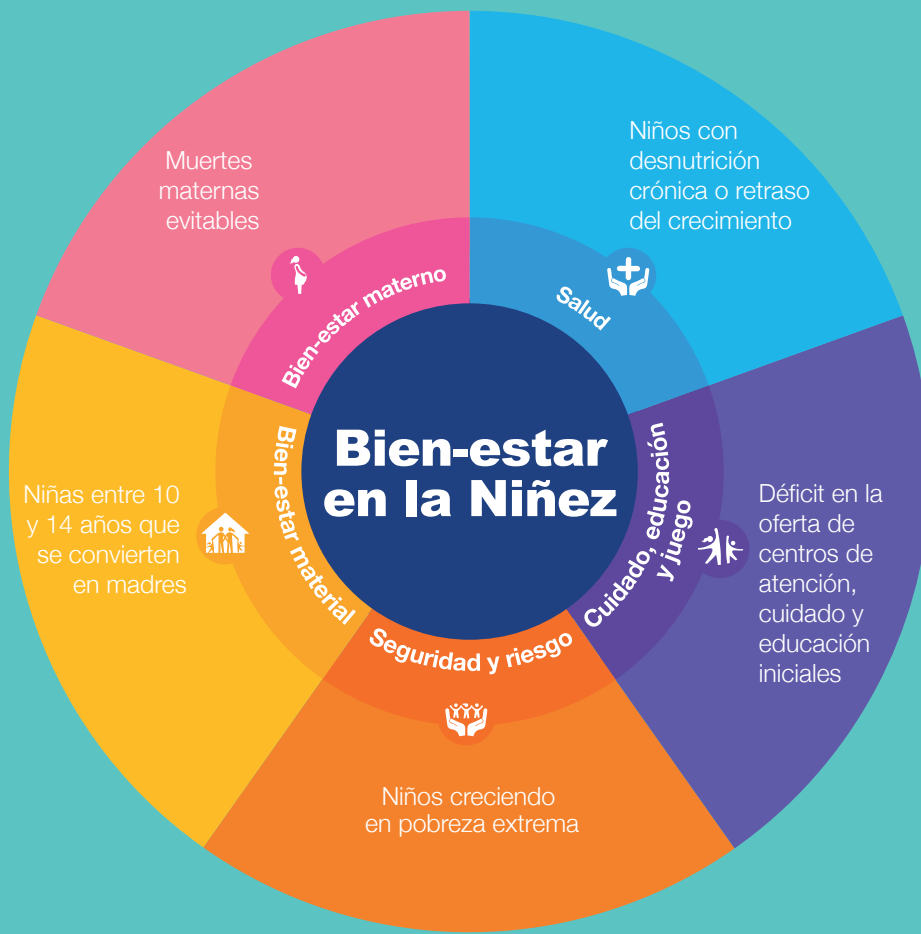 Bien-estar
en la Niñez
Bien-estar materno
Muertes
maternas
evitables
Salud
Niños con
desnutrición
crónica o retraso
del crecimiento
Cuidado, educación
y juego
Déficit en la
oferta de
centros de
atención,
cuidado y
educación
iniciales
Seguridad y riesgo
Niños creciendo
en pobreza extrema
Bien-estar material
Niñas entre 10
y 14 años que
se convierten
en madres